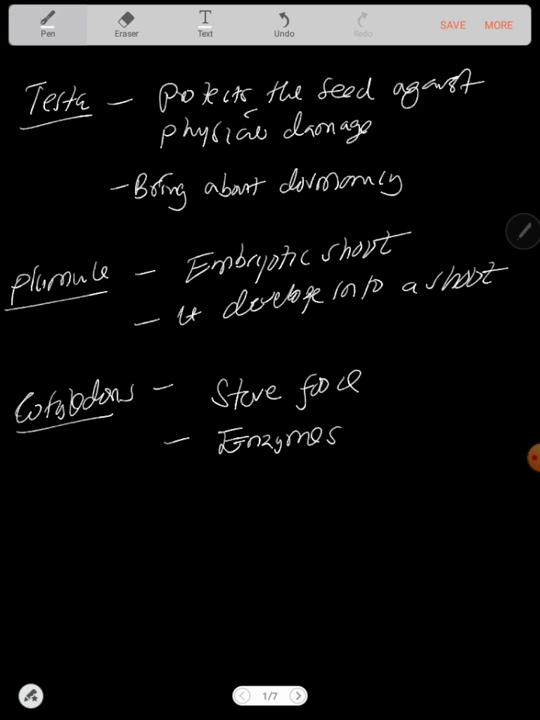 Pen Eraser Text Undo Redo SAVE MORE
Testa - Protects the seed against
physical damage
- Bring about dormancy
Plumule - Embryotic shoot
- It develops into a shoot
Cotyledons - Store food
- Enzymes
1/7